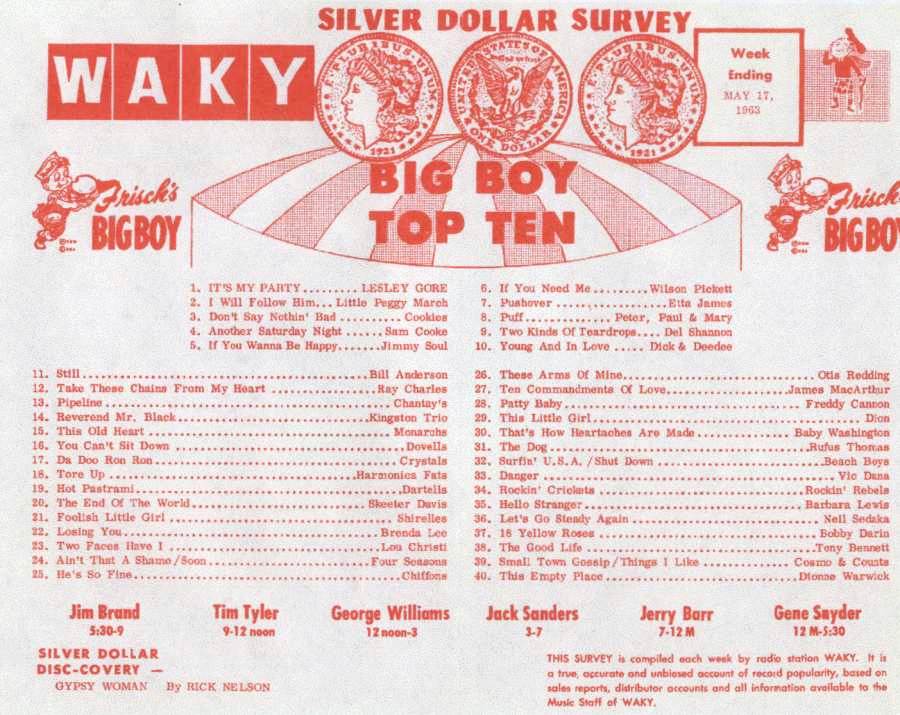 SILVER DOLLAR SURVEY
WAKY
E PLURIBUS UNUM
1921
UNITED STATES OF AMERICA
ONE DOLLAR
E PLURIBUS UNUM
1921
Week
Ending
MAY 17,
1963
Frisch's
BIG BOY
BIG BOY
TOP TEN
Frisch's
BIG BOY
1. IT'S MY PARTY ......... LESLEY GORE
2. I Will Follow Him... Little Peggy March
3. Don't Say Nothin' Bad .......... Cookies
4. Another Saturday Night ...... Sam Cooke
5. If You Wanna Be Happy.......Jimmy Soul
6. If You Need Me .........Wilson Pickett
7. Pushover .................Etta James
8. Puff............. Peter, Paul & Mary
9. Two Kinds Of Teardrops.... Del Shannon
10. Young And In Love ..... Dick & Deedee
11. Still....................Bill Anderson
12. Take These Chains From My Heart ....................Ray Charles
13. Pipeline ....................Chantay's
14. Reverend Mr. Black....................Kingston Trio
15. This Old Heart ....................Monarchs
16. You Can't Sit Down ....................Dovells
17. Da Doo Ron Ron....................Crystals
18. Tore Up ....................Harmonica Fats
19. Hot Pastrami....................Dartells
20. The End Of The World....................Skeeter Davis
21. Foolish Little Girl ....................Shirelles
22. Losing You....................Brenda Lee
23. Two Faces Have I ....................Lou Christi
24. Ain't That A Shame/Soon....................Four Seasons
25. He's So Fine....................Chiffons
26. These Arms Of Mine....................Otis Redding
27. Ten Commandments Of Love....................James MacArthur
28. Patty Baby....................Freddy Cannon
29. This Little Girl....................Dion
30. That's How Heartaches Are Made....................Baby Washington
31. The Dog....................Rufus Thomas
32. Surfin' U.S.A. /Shut Down ....................Beach Boys
33. Danger ....................Vic Dana
34. Rockin' Crickets ....................Rockin' Rebels
35. Hello Stranger....................Barbara Lewis
36. Let's Go Steady Again ....................Neil Sedaka
37. 18 Yellow Roses ....................Bobby Darin
38. The Good Life ....................Tony Bennett
39. Small Town Gossip/Things I Like ....................Cosmo & Counts
40. This Empty Place....................Dionne Warwick
Jim Brand
5:30-9
Tim Tyler
9-12 noon
George Williams
12 noon-3
Jack Sanders
3-7
Jerry Barr
7-12 M
Gene Snyder
12 M-5:30
SILVER DOLLAR
DISC-COVERY —
GYPSY WOMAN By RICK NELSON
THIS SURVEY is compiled each week by radio station WAKY. It is
a true, accurate and unbiased account of record popularity, based on
sales reports, distributor accounts and all information available to the
Music Staff of WAKY.